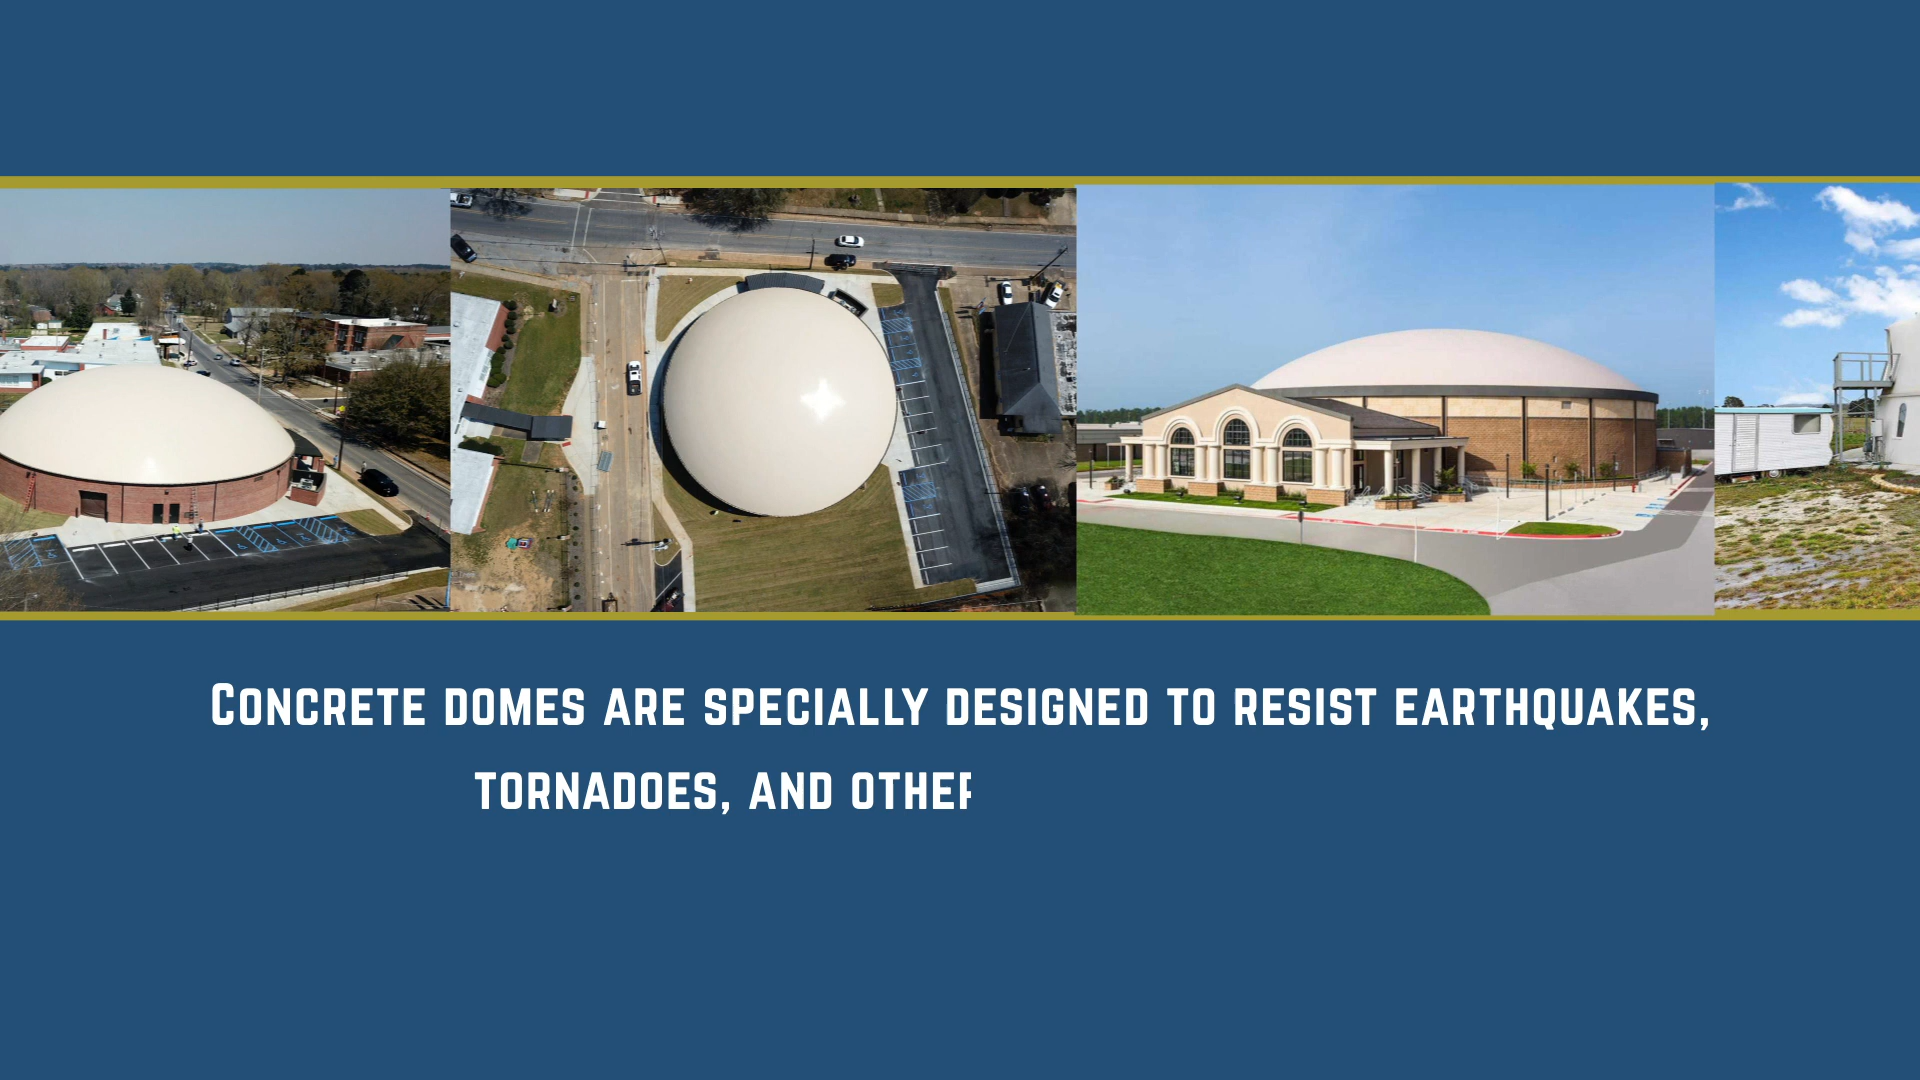 Concrete domes are specially designed to resist earthquakes,
tornadoes, and other